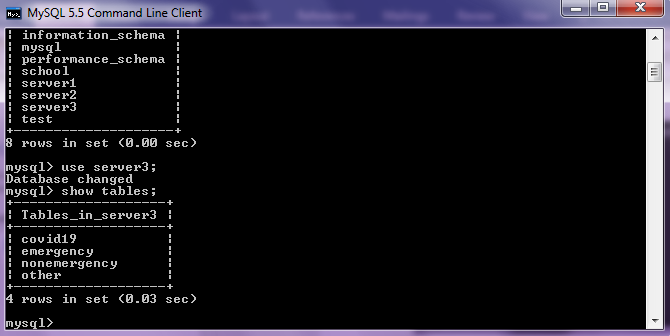 MySQL 5.5 Command Line Client
| information_schema |
| mysql |
| performance_schema |
| school |
| server1 |
| server2 |
| server3 |
| test |
+--------------------+
8 rows in set (0.00 sec)
mysql> use server3;
Database changed
mysql> show tables;
+-------------------+
| Tables_in_server3 |
+-------------------+
| covid19 |
| emergency |
| nonemergency |
| other |
+-------------------+
4 rows in set (0.03 sec)
mysql>